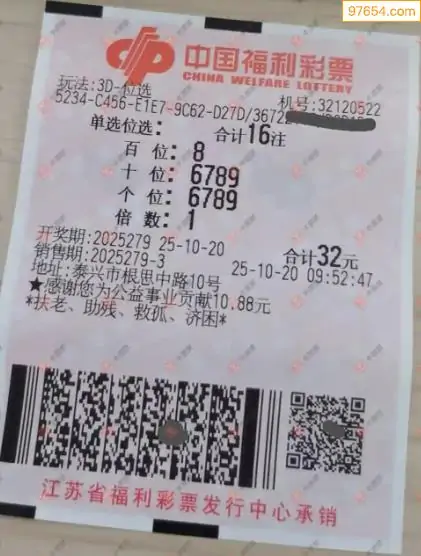 97654.com
中国福利彩票
CHINA WELFARE LOTTERY
玩法:3D-位选
机号:32120522
5234-C456-E1E7-9C62-D27D/3672
单选位选: 合计16注
百位: 8
十位: 6789
个位: 6789
倍数: 1
开奖期:2025279 25-10-20 合计32元
销售期:2025279-3 25-10-20 09:52:47
地址:泰兴市根思中路10号
★感谢您为公益事业贡献10.88元
*扶老、助残、救孤、济困*
江苏省福利彩票发行中心承销